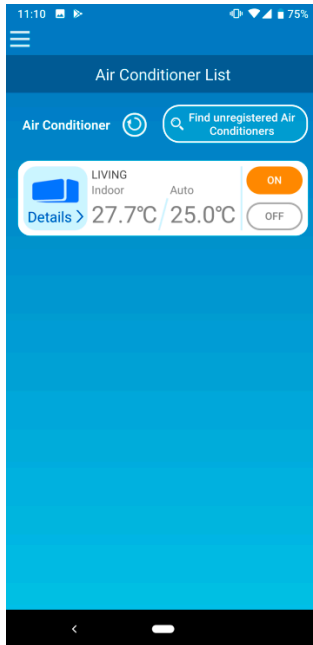 11:10 75%
Air Conditioner List
Air Conditioner
Find unregistered Air
Conditioners
LIVING
Indoor Auto
ON
Details > 27.7℃ 25.0℃
OFF